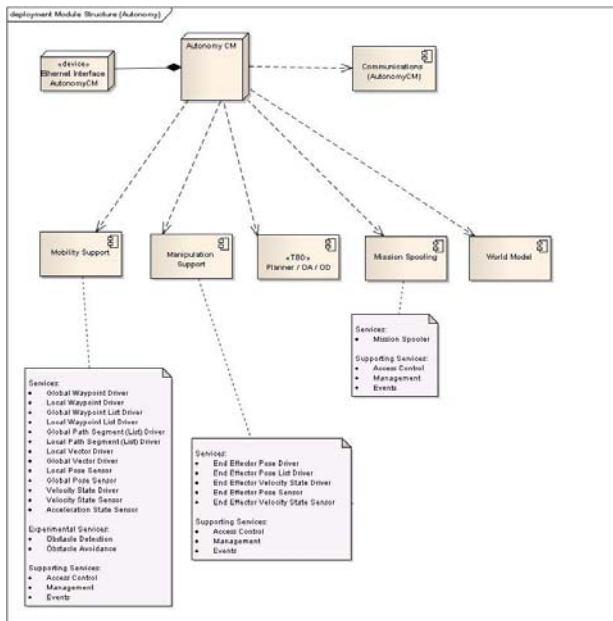 deployment Module Structure (Autonomy)
«device»
Ethernet Interface
AutonomyCM
Autonomy CM
Communications
(AutonomyCM)
Mobility Support
Manipulation
Support
«TBD»
Planner / OA / OD
Mission Spooling
World Model
Services:
• Mission Spooler
Supporting Services:
• Access Control
• Management
• Events
Services:
• Global Waypoint Driver
• Local Waypoint Driver
• Global Waypoint List Driver
• Local Waypoint List Driver
• Global Path Segment (List) Driver
• Local Path Segment (List) Driver
• Local Vector Driver
• Global Vector Driver
• Local Pose Sensor
• Global Pose Sensor
• Velocity State Driver
• Velocity State Sensor
• Acceleration State Sensor
Experimental Services:
• Obstacle Detection
• Obstacle Avoidance
Supporting Services:
• Access Control
• Management
• Events
Services:
• End Effector Pose Driver
• End Effector Pose List Driver
• End Effector Velocity State Driver
• End Effector Pose Sensor
• End Effector Velocity State Sensor
Supporting Services:
• Access Control
• Management
• Events